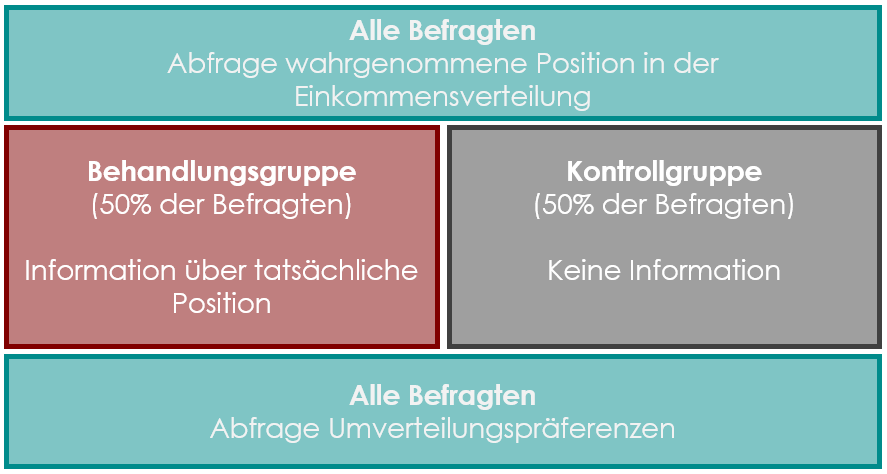 Alle Befragten
Abfrage wahrgenommene Position in der
Einkommensverteilung
Behandlungsgruppe
(50% der Befragten)
Information über tatsächliche
Position
Kontrollgruppe
(50% der Befragten)
Keine Information
Alle Befragten
Abfrage Umverteilungspräferenzen